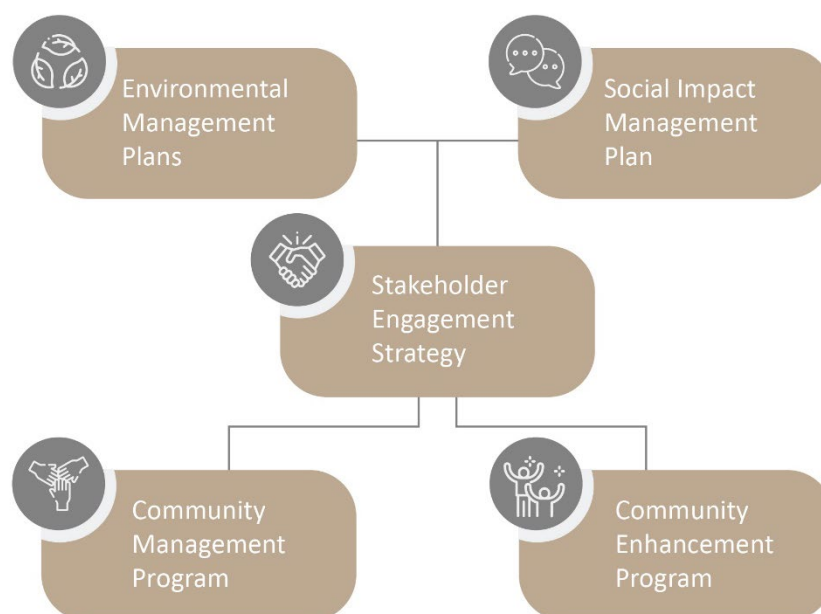 Environmental
Management
Plans
Social Impact
Management
Plan
Stakeholder
Engagement
Strategy
Community
Management
Program
Community
Enhancement
Program